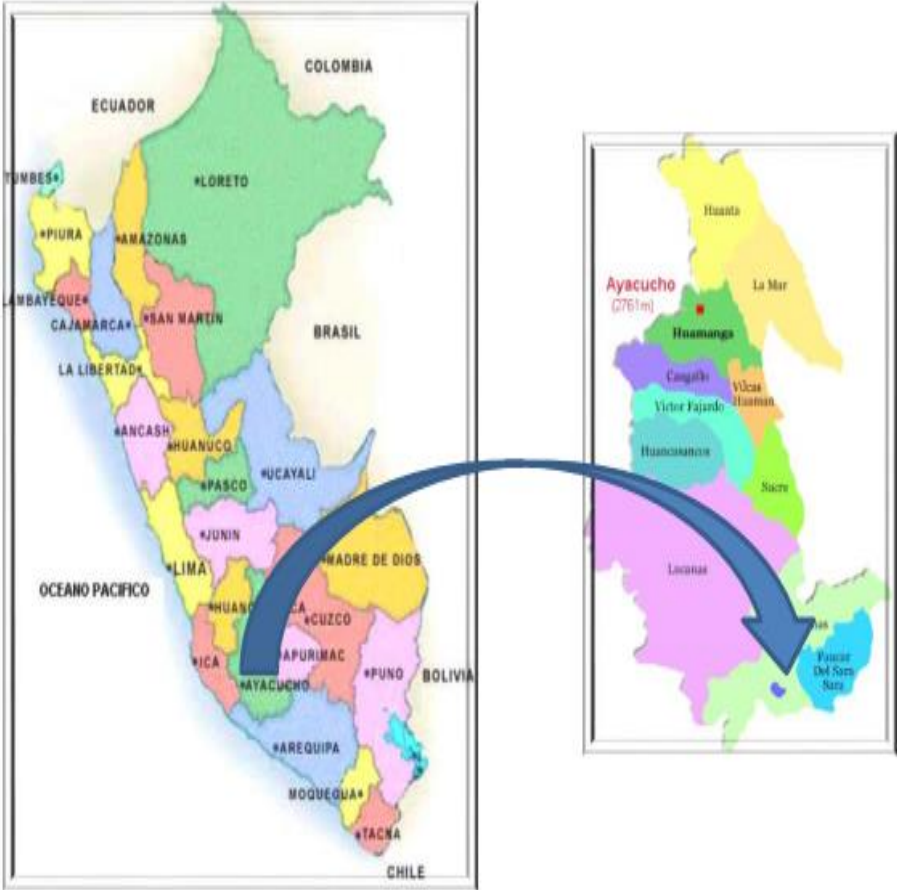 COLOMBIA
ECUADOR
TUMBES
LORETO
PIURA
AMAZONAS
LAMBAYEQUE
CAJAMARCA
SAN MARTIN
BRASIL
LA LIBERTAD
ANCASH
HUANUCO
UCAYALI
PASCO
JUNIN
LIMA
MADRE DE DIOS
OCEANO PACIFICO
CUZCO
ICA
APURIMAC
PUNO
BOLIVIA
AYACUCHO
AREQUIPA
MOQUEGUA
TACNA
CHILE
Huanta
La Mar
Ayacucho
(2761m)
Huamanga
Cangallo
Vilcas
Huaman
Victor Fajardo
Huancasancos
Sucre
Lucanas
Paucar
Del Sara
Sara